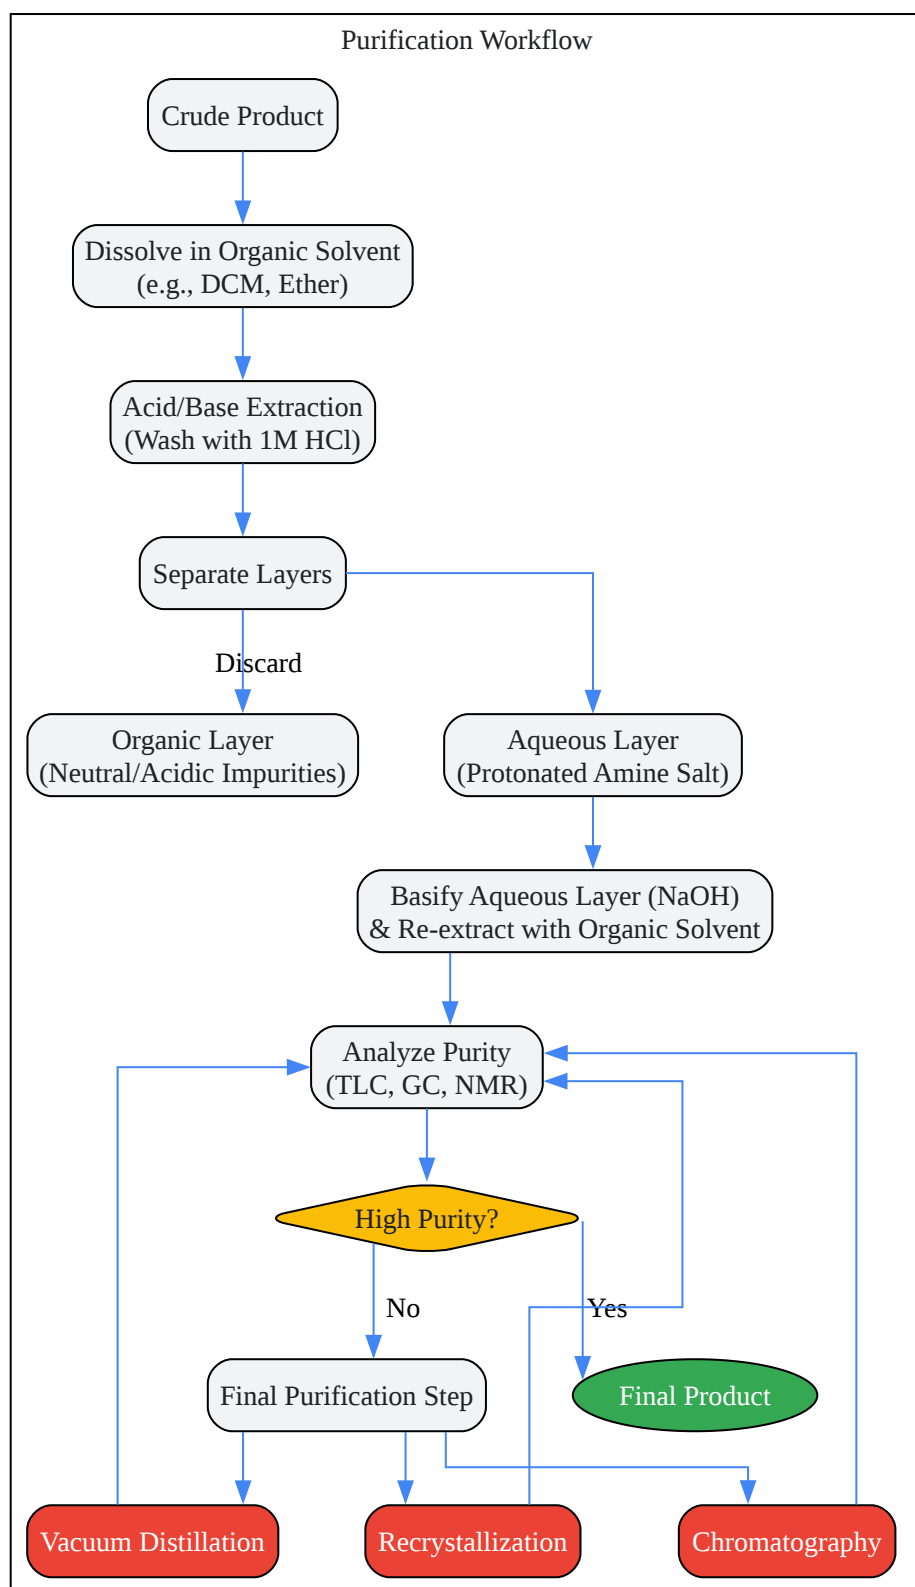 Purification Workflow
Crude Product
Dissolve in Organic Solvent
(e.g., DCM, Ether)
Acid/Base Extraction
(Wash with 1M HCl)
Separate Layers
Discard
Organic Layer
(Neutral/Acidic Impurities)
Aqueous Layer
(Protonated Amine Salt)
Basify Aqueous Layer (NaOH)
& Re-extract with Organic Solvent
Analyze Purity
(TLC, GC, NMR)
High Purity?
No
Yes
Final Purification Step
Final Product
Vacuum Distillation
Recrystallization
Chromatography